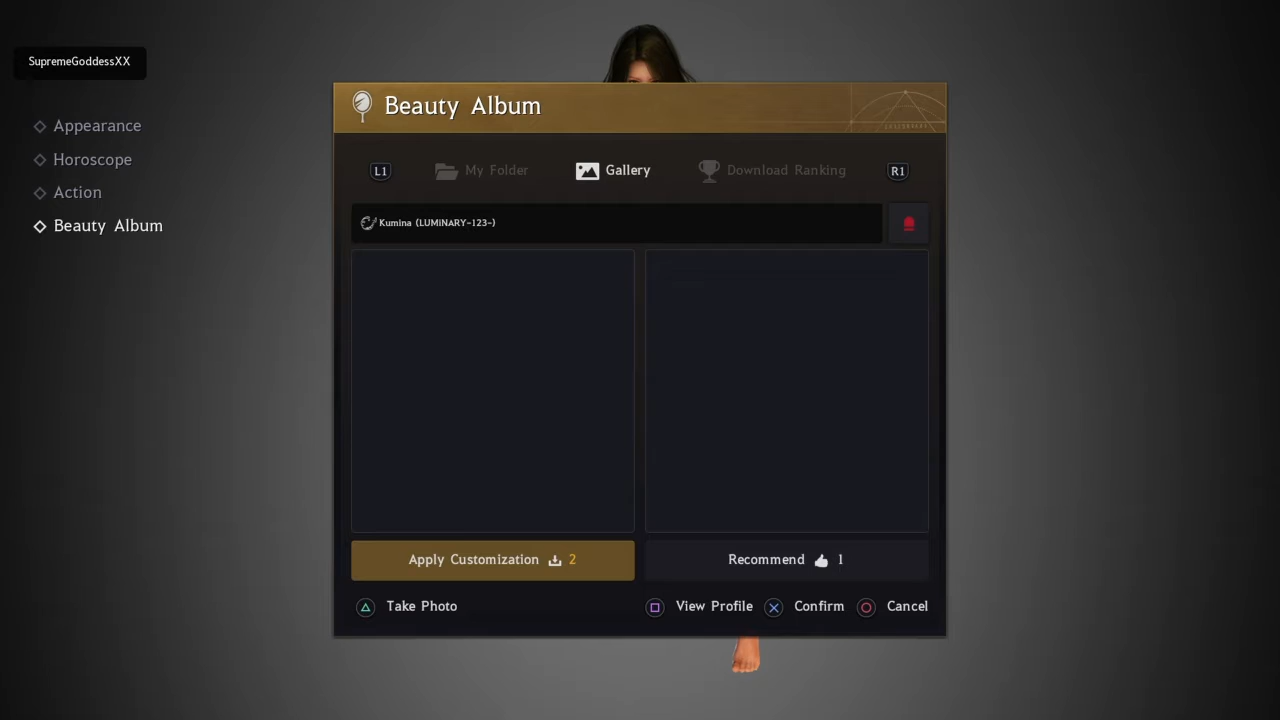 SupremeGoddessXX
Appearance
Horoscope
Action
Beauty Album
Beauty Album
L1
My Folder
Gallery
Download Ranking
R1
Kumina (LUMiNARY-123-)
Apply Customization 2
Recommend 1
Take Photo
View Profile
Confirm
Cancel